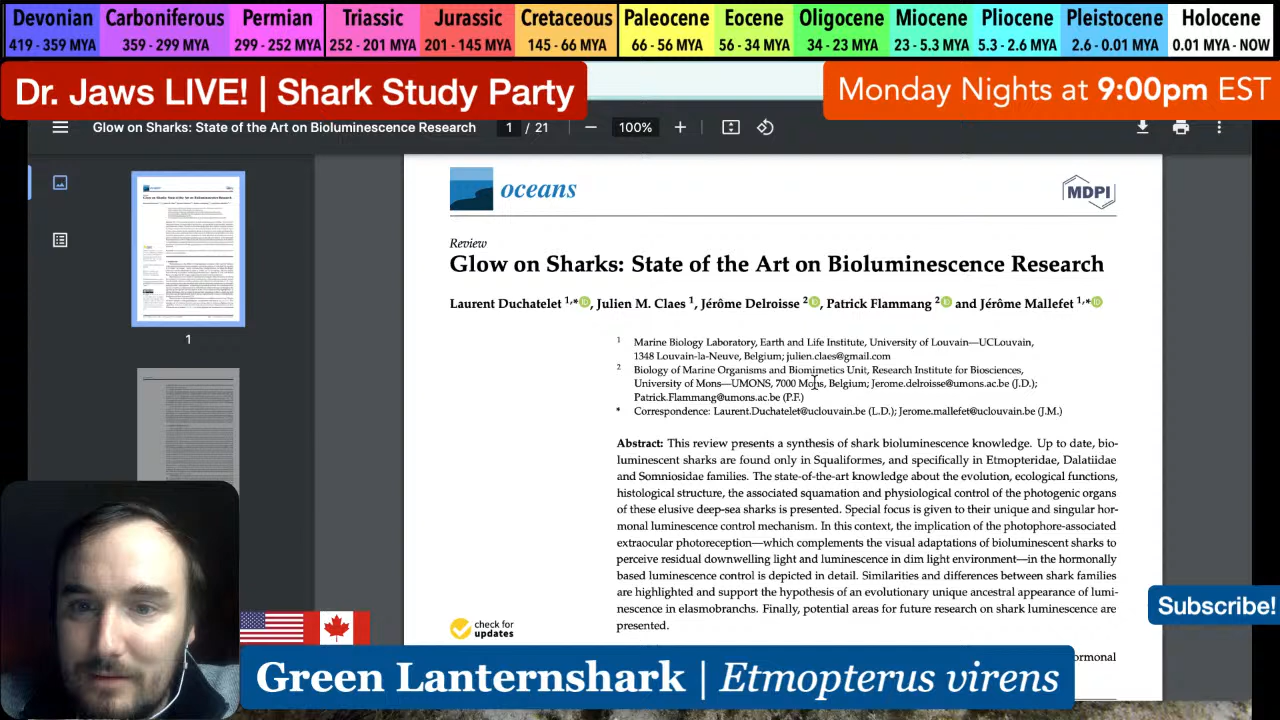 Devonian Carboniferous Permian Triassic Jurassic Cretaceous Paleocene Eocene Oligocene Miocene Pliocene Pleistocene Holocene
419 - 359 MYA 359 - 299 MYA 299 - 252 MYA 252 - 201 MYA 201 - 145 MYA 145 - 66 MYA 66 - 56 MYA 56 - 34 MYA 34 - 23 MYA 23 - 5.3 MYA 5.3 - 2.6 MYA 2.6 - 0.01 MYA 0.01 MYA - NOW
Dr. Jaws LIVE! | Shark Study Party
Monday Nights at 9:00pm EST
Glow on Sharks: State of the Art on Bioluminescence Research 1 / 21 100%
oceans
MDPI
Review
Glow on Sharks: State of the Art on Bioluminescence Research
Laurent Duchatelet 1,*, Julien M. Claes 1, Jérôme Delroisse 2, Patrick Flammang 2 and Jérôme Mallefet 1,*
1 Marine Biology Laboratory, Earth and Life Institute, University of Louvain—UCLouvain,
1348 Louvain-la-Neuve, Belgium; julien.claes@gmail.com
2 Biology of Marine Organisms and Biomimetics Unit, Research Institute for Biosciences,
University of Mons—UMONS, 7000 Mons, Belgium; Jerome.delroisse@umons.ac.be (J.D.);
Patrick.Flammang@umons.ac.be (P.F.)
* Correspondence: Laurent.Duchatelet@uclouvain.be (L.D.); Jerome.mallefet@uclouvain.be (J.M.)
Abstract: This review presents a synthesis of shark bioluminescence knowledge. Up to date, bio-
luminescent sharks are found only in Squaliformes, and specifically in Etmopteridae, Dalatiidae
and Somniosidae families. The state-of-the-art knowledge about the evolution, ecological functions,
histological structure, the associated squamation and physiological control of the photogenic organs
of these elusive deep-sea sharks is presented. Special focus is given to their unique and singular hor-
monal luminescence control mechanism. In this context, the implication of the photophore-associated
extraocular photoreception—which complements the visual adaptations of bioluminescent sharks to
perceive residual downwelling light and luminescence in dim light environment—in the hormonally
based luminescence control is depicted in detail. Similarities and differences between shark families
are highlighted and support the hypothesis of an evolutionary unique ancestral appearance of lumi-
nescence in elasmobranchs. Finally, potential areas for future research on shark luminescence are
presented.
1
check for
updates
ormonal
Subscribe!
Green Lanternshark | Etmopterus virens